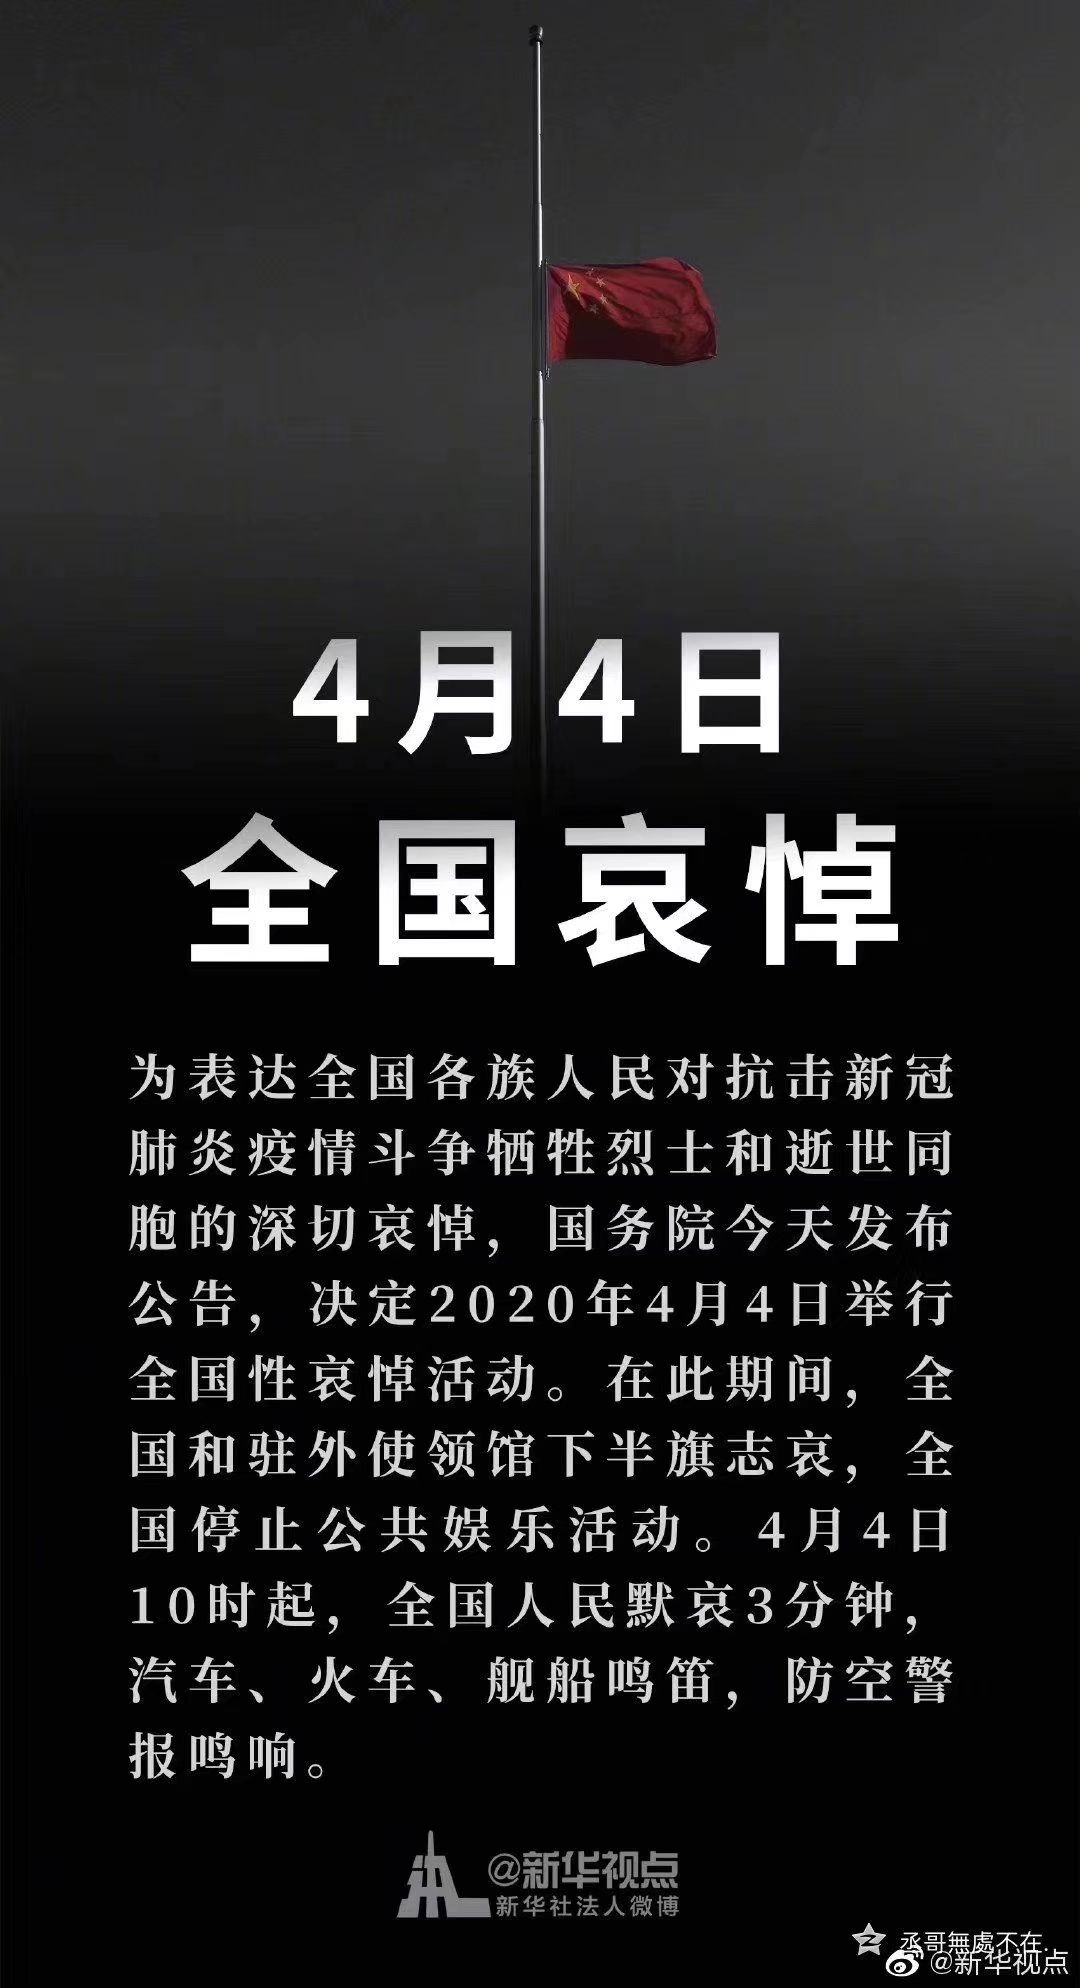 4月4日
全国哀悼
为表达全国各族人民对抗击新冠
肺炎疫情斗争牺牲烈士和逝世同
胞的深切哀悼，国务院今天发布
公告，决定2020年4月4日举行
全国性哀悼活动。在此期间，全
国和驻外使领馆下半旗志哀，全
国停止公共娱乐活动。4月4日
10时起，全国人民默哀3分钟，
汽车、火车、舰船鸣笛，防空警
报鸣响。
@新华视点
新华社法人微博
丞哥無處不在.
@新华视点